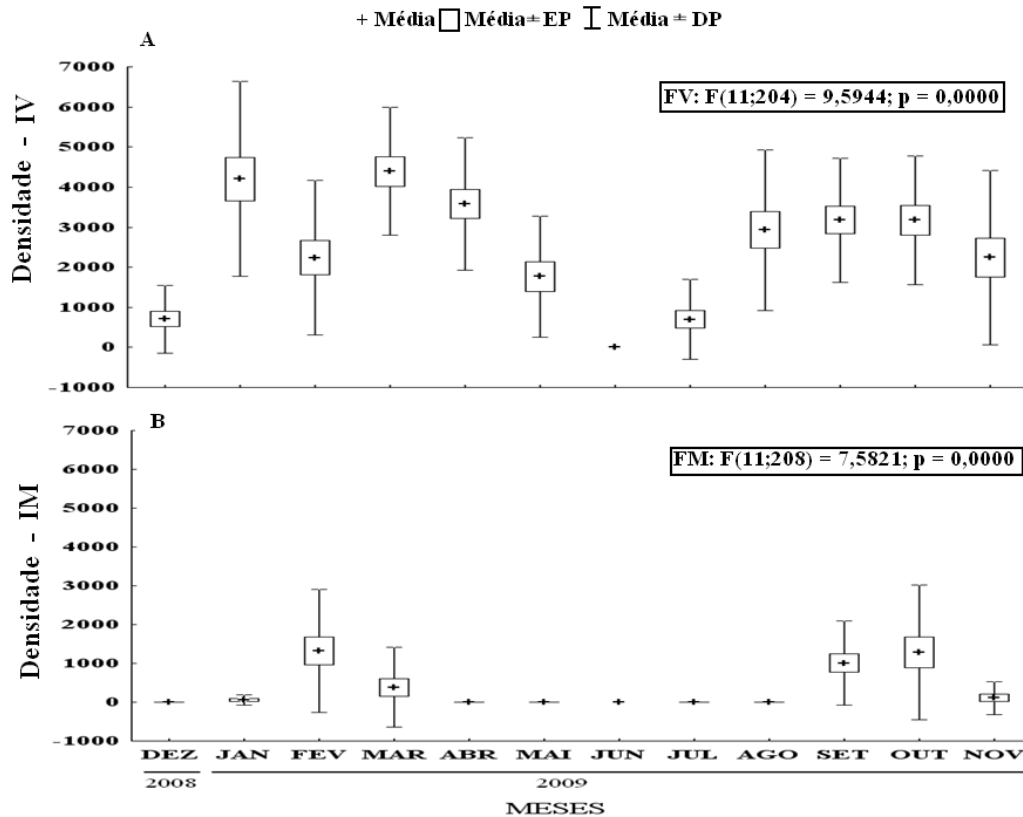 + Média Média±EP Média ± DP
A
FV: F(11;204) = 9,5944; p = 0,0000
Densidade - IV
7000
6000
5000
4000
3000
2000
1000
0
-1000
B
FM: F(11;208) = 7,5821; p = 0,0000
Densidade - IM
7000
6000
5000
4000
3000
2000
1000
0
-1000
DEZ JAN FEV MAR ABR MAI JUN JUL AGO SET OUT NOV
2008 2009
MESES